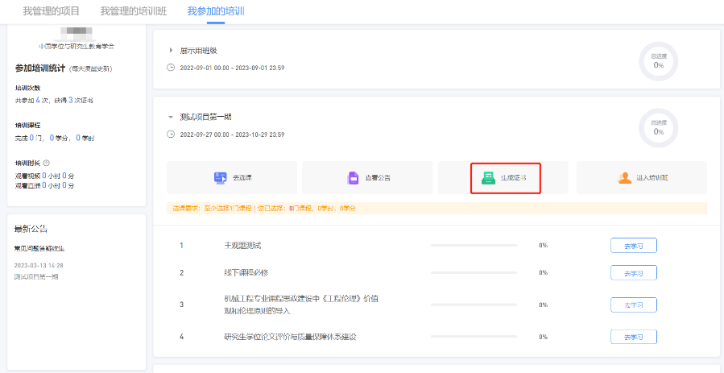 我管理的项目 我管理的培训班 我参加的培训
中国学位与研究生教育学会
参加培训统计 (每天凌晨更新)
培训次数
共参加 4 次，获得 3 次证书
培训课程
完成 0 门， 0 学分， 0 学时
培训时长
观看视频 0 小时 0 分
观看直播 0 小时 0 分
最新公告
常见问题答疑改生
2023-03-13 14:28
测试项目第一期
展示用班级
2022-09-01 00:00 - 2023-09-01 23:59
总进度
0%
测试项目第一期
2022-09-27 00:00 - 2023-10-29 23:59
总进度
0%
去选课
查看公告
生成证书
进入培训班
选课要求：至少选择1门课程｜您已选择：8门课程，0学时，0学分
1 主观题测试 0% 去学习
2 线下课程必修 0% 去学习
3 机械工程专业课程思政建设中《工程伦理》价值
观和伦理原则的导入 0% 去学习
4 研究生学位论文评价与质量保障体系建设 0% 去学习